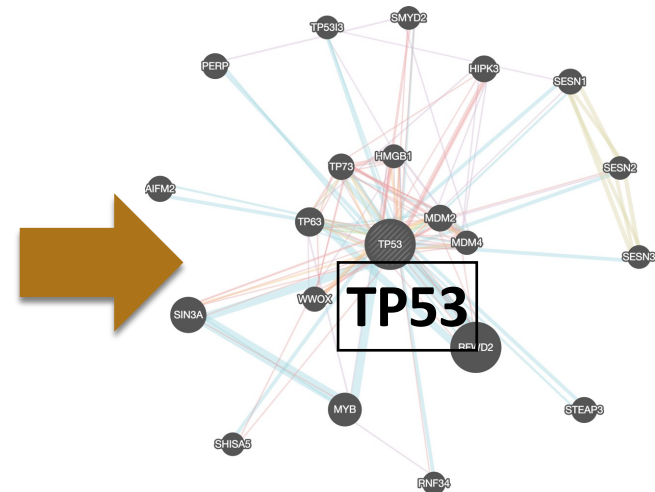 SMYD2
TP53I3
PERP
HIPK3
SESN1
HMGB1
TP73
SESN2
AIFM2
TP63
MDM2
TP53
MDM4
SESN3
WWOX
TP53
SIN3A
RFWD2
MYB
STEAP3
SHISA5
RNF34